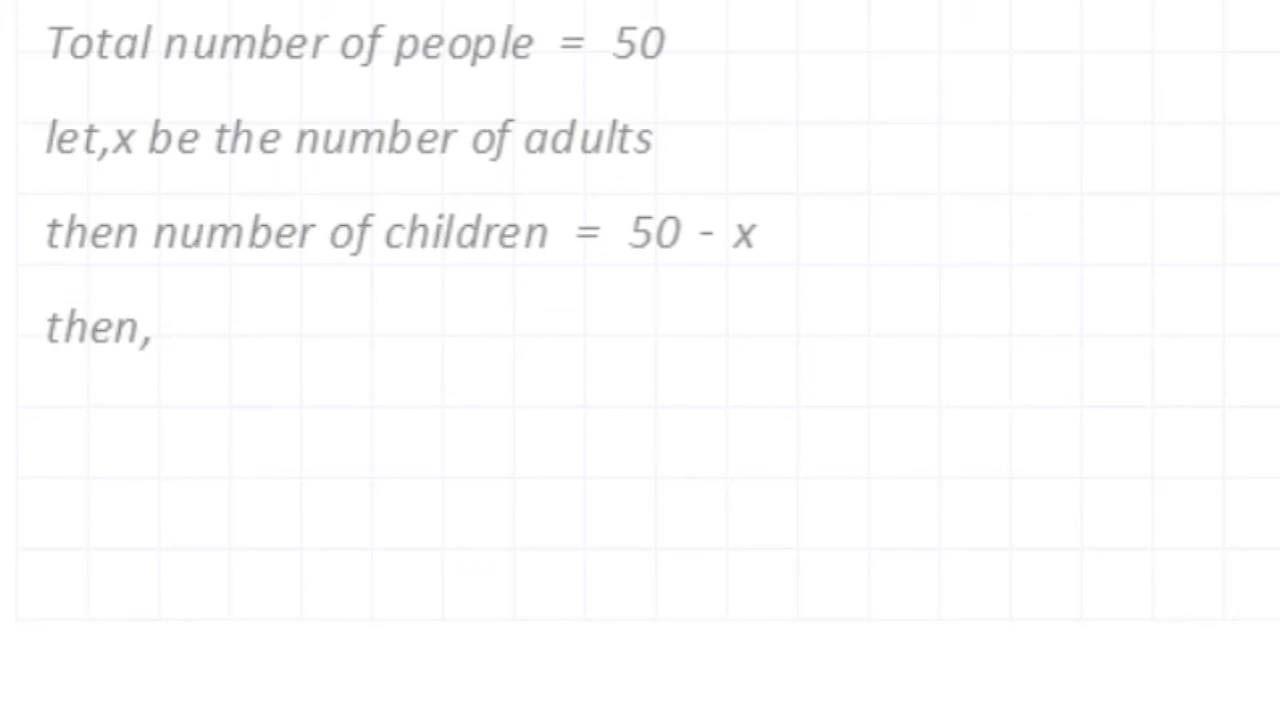 Total number of people = 50
let,x be the number of adults
then number of children = 50 - x
then,